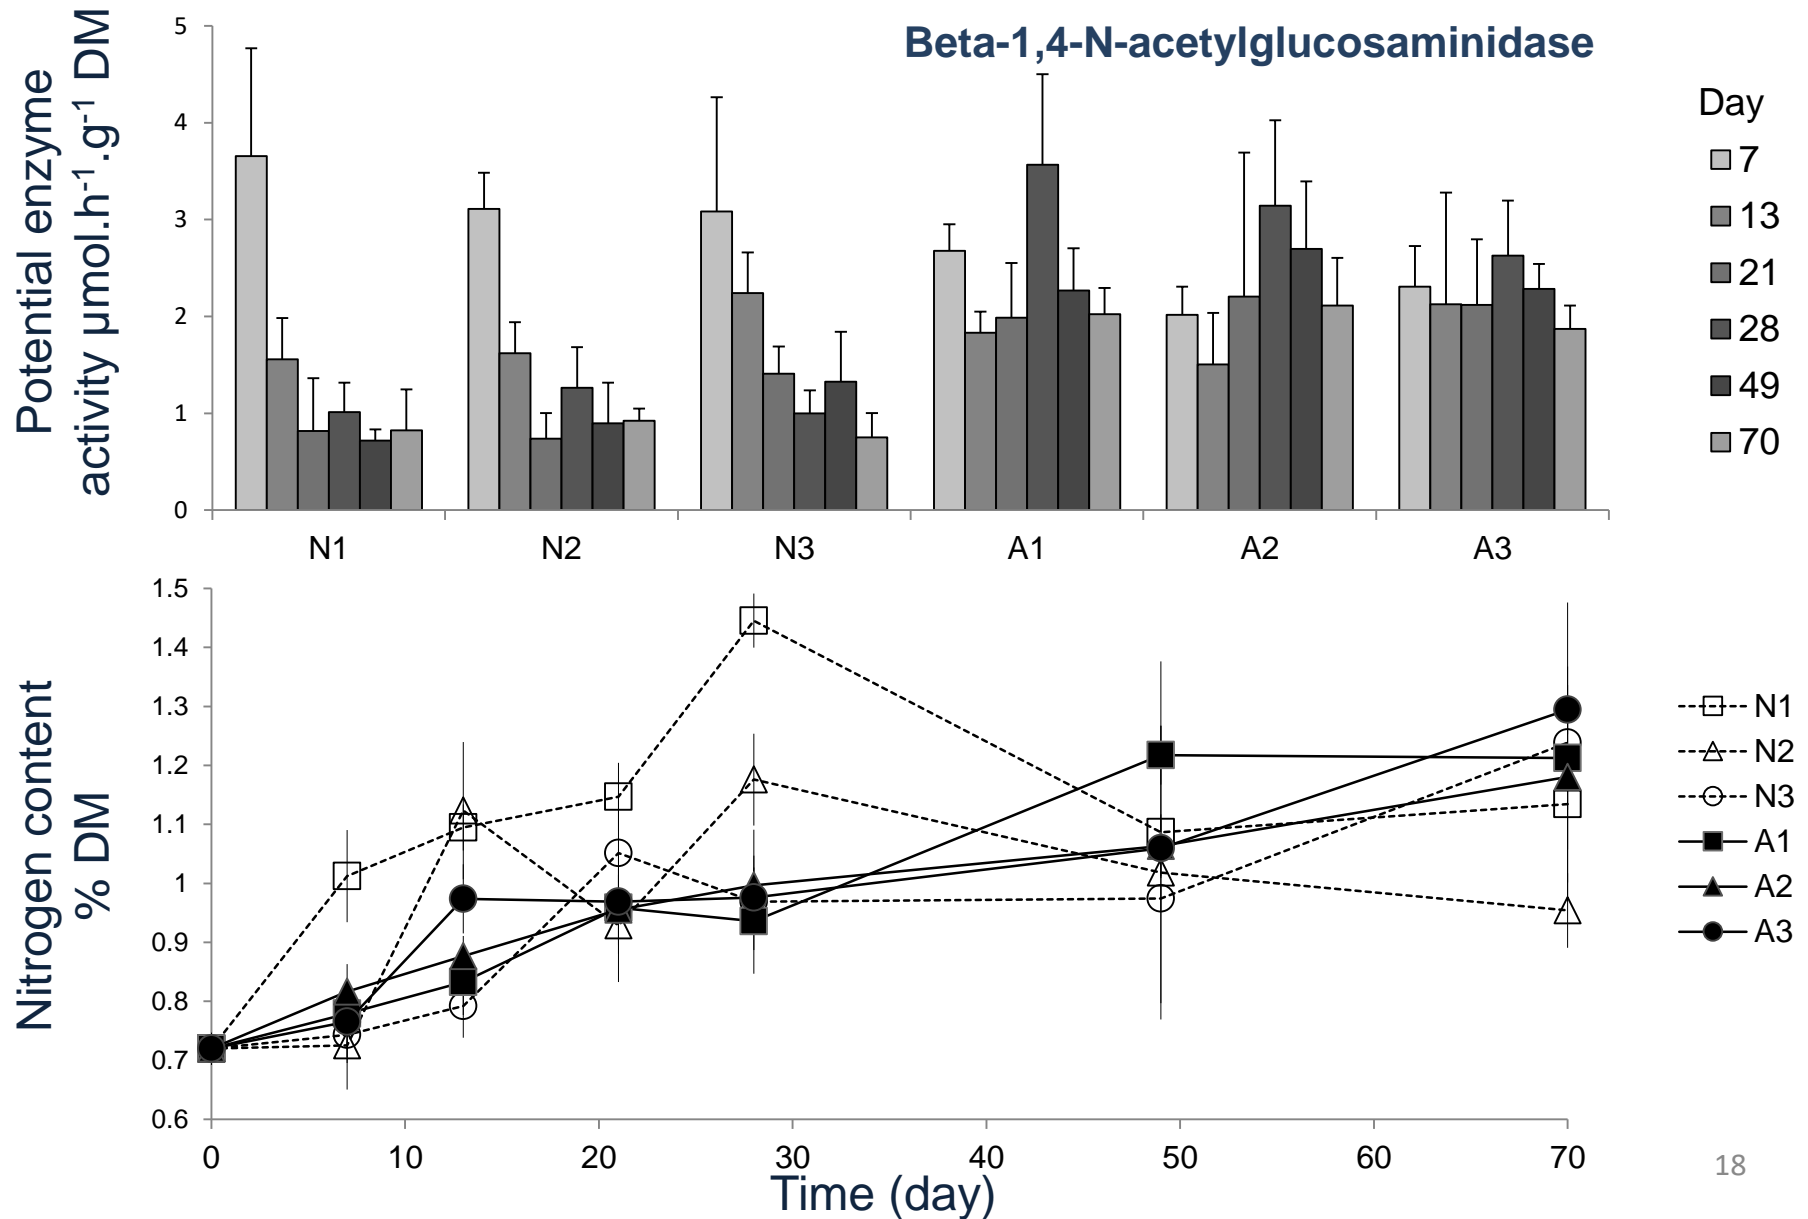 Beta-1,4-N-acetylglucosaminidase
Potential enzyme
activity µmol.h-1.g-1 DM
5
4
3
2
1
0
N1 N2 N3 A1 A2 A3
Day
7
13
21
28
49
70
Nitrogen content
% DM
1.5
1.4
1.3
1.2
1.1
1
0.9
0.8
0.7
0.6
0 10 20 30 40 50 60 70
Time (day)
N1
N2
N3
A1
A2
A3
18